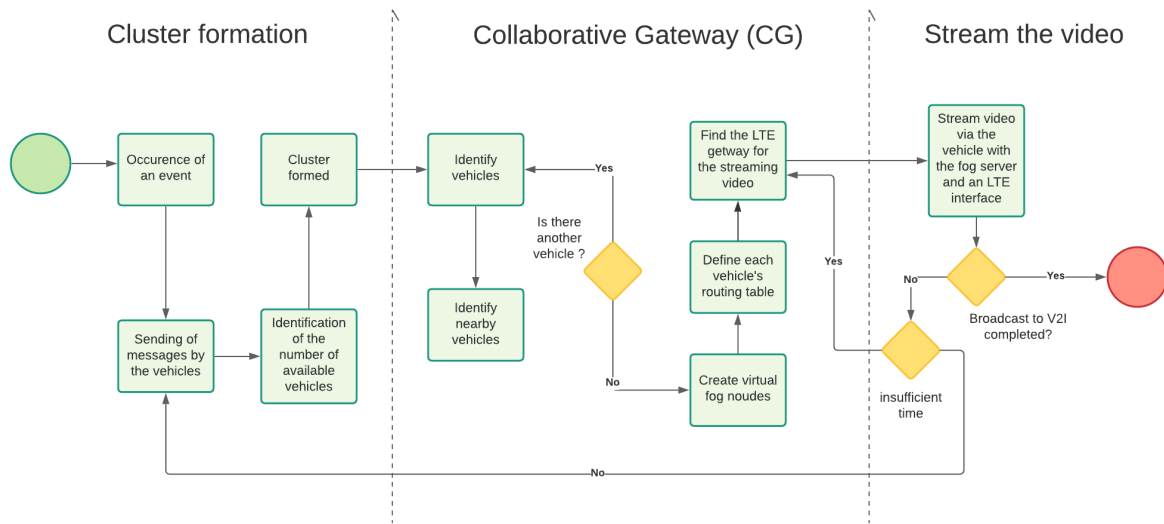 Cluster formation
Collaborative Gateway (CG)
Stream the video
Occurence of
an event
Sending of
messages by
the vehicles
Identification
of the
number of
available
vehicles
Cluster
formed
Identify
vehicles
Identify
nearby
vehicles
Yes
Is there
another
vehicle ?
No
Create virtual
fog noudes
Define each
vehicle's
routing table
Find the LTE
getway for
the streaming
video
Stream video
via the
vehicle with
the fog server
and an LTE
interface
Yes
No
Yes
Broadcast to V2I
completed?
insufficient
time
No